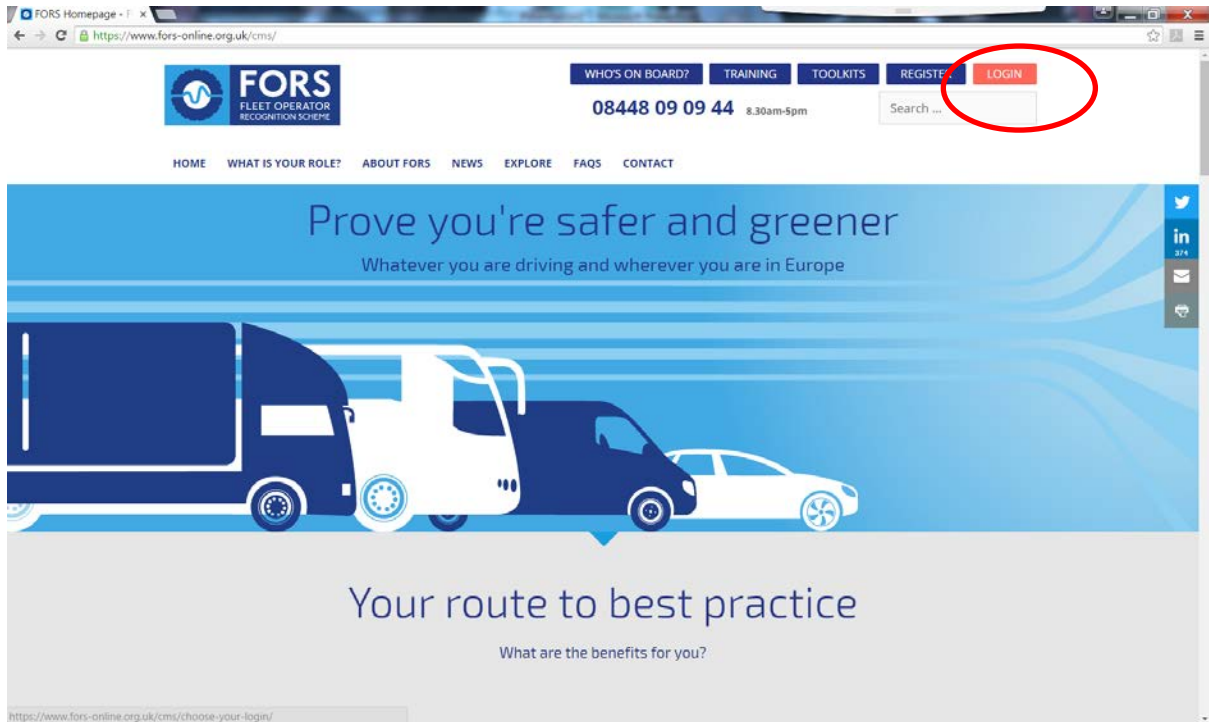 FORS Homepage - F
https://www.fors-online.org.uk/cms/
WHO'S ON BOARD? TRAINING TOOLKITS REGISTER LOGIN
FORS
FLEET OPERATOR
RECOGNITION SCHEME
08448 09 09 44 8.30am-5pm
Search ...
HOME WHAT IS YOUR ROLE? ABOUT FORS NEWS EXPLORE FAQS CONTACT
Prove you're safer and greener
Whatever you are driving and wherever you are in Europe
in
374
Your route to best practice
What are the benefits for you?
https://www.fors-online.org.uk/cms/choose-your-login/